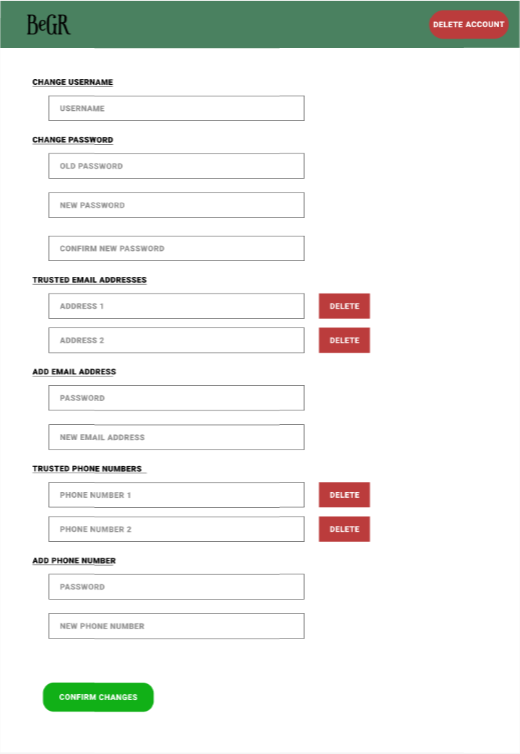 BeGR
DELETE ACCOUNT
CHANGE USERNAME
USERNAME
CHANGE PASSWORD
OLD PASSWORD
NEW PASSWORD
CONFIRM NEW PASSWORD
TRUSTED EMAIL ADDRESSES
ADDRESS 1 DELETE
ADDRESS 2 DELETE
ADD EMAIL ADDRESS
PASSWORD
NEW EMAIL ADDRESS
TRUSTED PHONE NUMBERS
PHONE NUMBER 1 DELETE
PHONE NUMBER 2 DELETE
ADD PHONE NUMBER
PASSWORD
NEW PHONE NUMBER
CONFIRM CHANGES